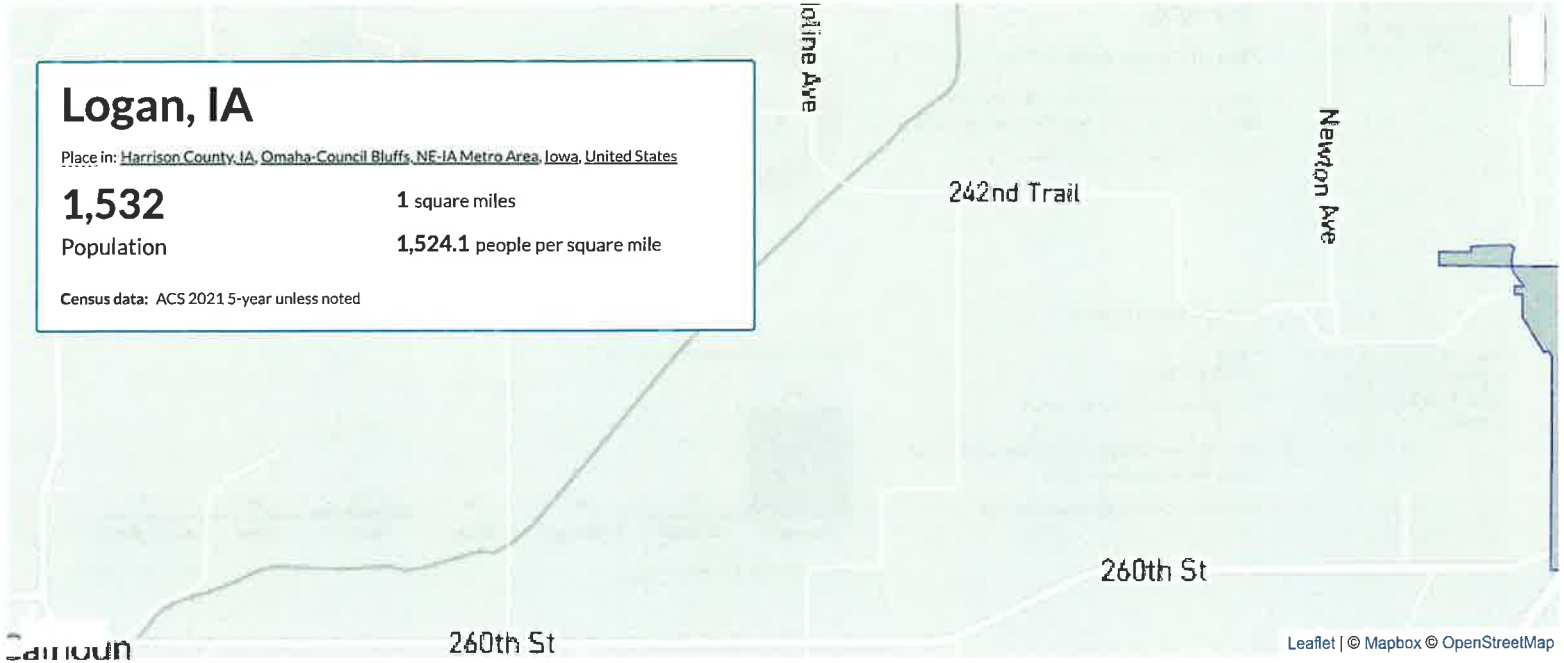 Logan, IA
Place in: Harrison County, IA, Omaha-Council Bluffs, NE-IA Metro Area, Iowa, United States
1,532
Population
1 square miles
1,524.1 people per square mile
Census data: ACS 2021 5-year unless noted
Ave
242nd Trail
Newton Ave
260th St
260th St
Leaflet | © Mapbox © OpenStreetMap